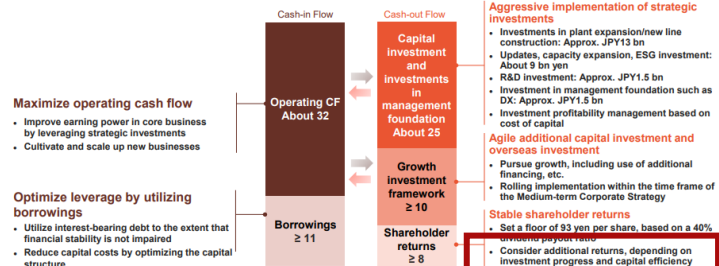 Cash-in Flow
Cash-out Flow
Maximize operating cash flow
• Improve earning power in core business
by leveraging strategic investments
• Cultivate and scale up new businesses
Optimize leverage by utilizing
borrowings
• Utilize interest-bearing debt to the extent that
financial stability is not impaired
• Reduce capital costs by optimizing the capital
structure
Operating CF
About 32
Borrowings
≥ 11
Capital
investment
and
investments
in
management
foundation
About 25
Growth
investment
framework
≥ 10
Shareholder
returns
≥ 8
Aggressive implementation of strategic
investments
• Investments in plant expansion/new line
construction: Approx. JPY13 bn
• Updates, capacity expansion, ESG investment:
About 9 bn yen
• R&D investment: Approx. JPY1.5 bn
• Investment in management foundation such as
DX: Approx. JPY1.5 bn
• Investment profitability management based on
cost of capital
Agile additional capital investment and
overseas investment
• Pursue growth, including use of additional
financing, etc.
• Rolling implementation within the time frame of
the Medium-term Corporate Strategy
Stable shareholder returns
• Set a floor of 93 yen per share, based on a 40%
dividend payout ratio
• Consider additional returns, depending on
investment progress and capital efficiency